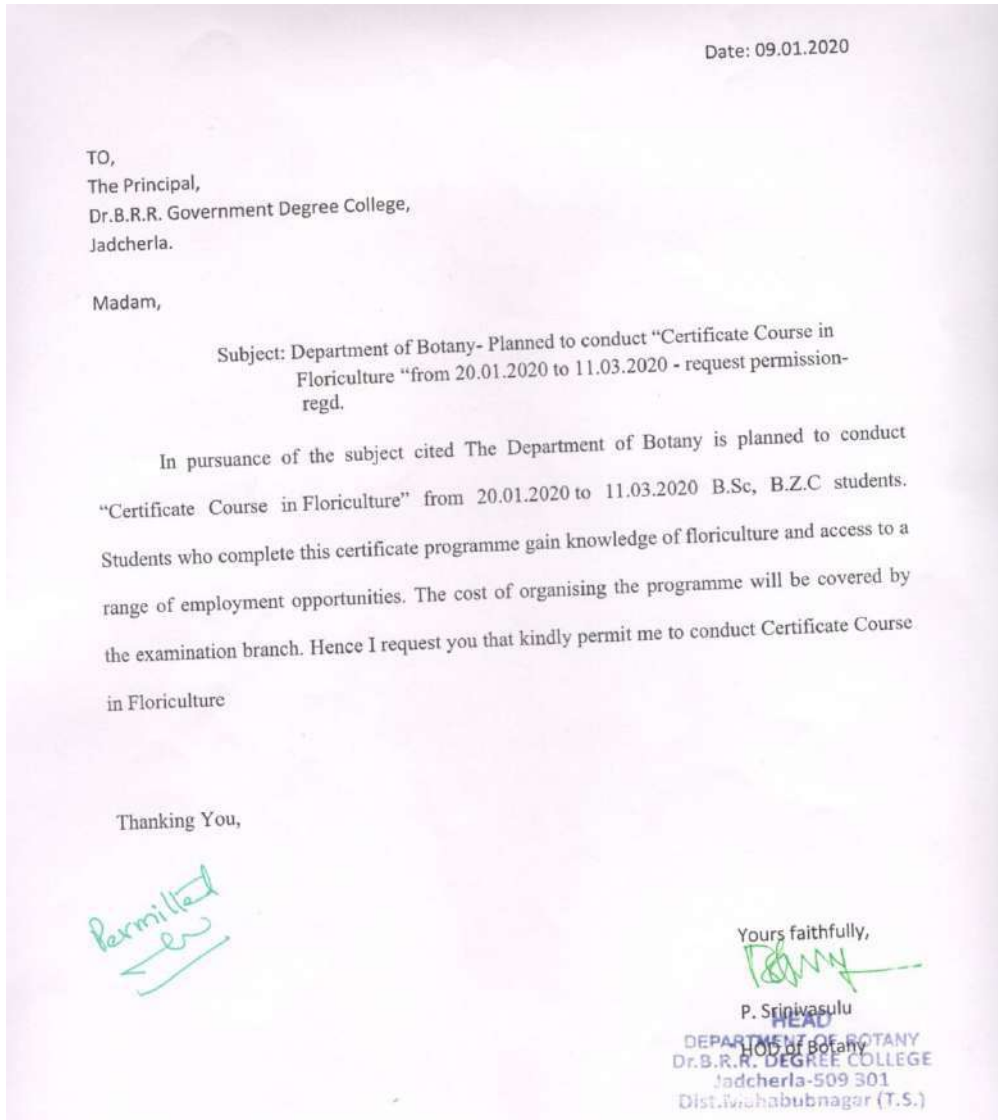 Date: 09.01.2020
TO,
The Principal,
Dr.B.R.R. Government Degree College,
Jadcherla.
Madam,
Subject: Department of Botany- Planned to conduct “Certificate Course in
Floriculture “from 20.01.2020 to 11.03.2020 - request permission-
regd.
In pursuance of the subject cited The Department of Botany is planned to conduct
“Certificate Course in Floriculture” from 20.01.2020 to 11.03.2020 B.Sc, B.Z.C students.
Students who complete this certificate programme gain knowledge of floriculture and access to a
range of employment opportunities. The cost of organising the programme will be covered by
the examination branch. Hence I request you that kindly permit me to conduct Certificate Course
in Floriculture
Thanking You,
Permitted
Yours faithfully,
P. Srinivasulu
HEAD
HOD of Botany
DEPARTMENT OF BOTANY
Dr.B.R.R. DEGREE COLLEGE
Jadcherla-509 301
Dist.Mahabubnagar (T.S.)